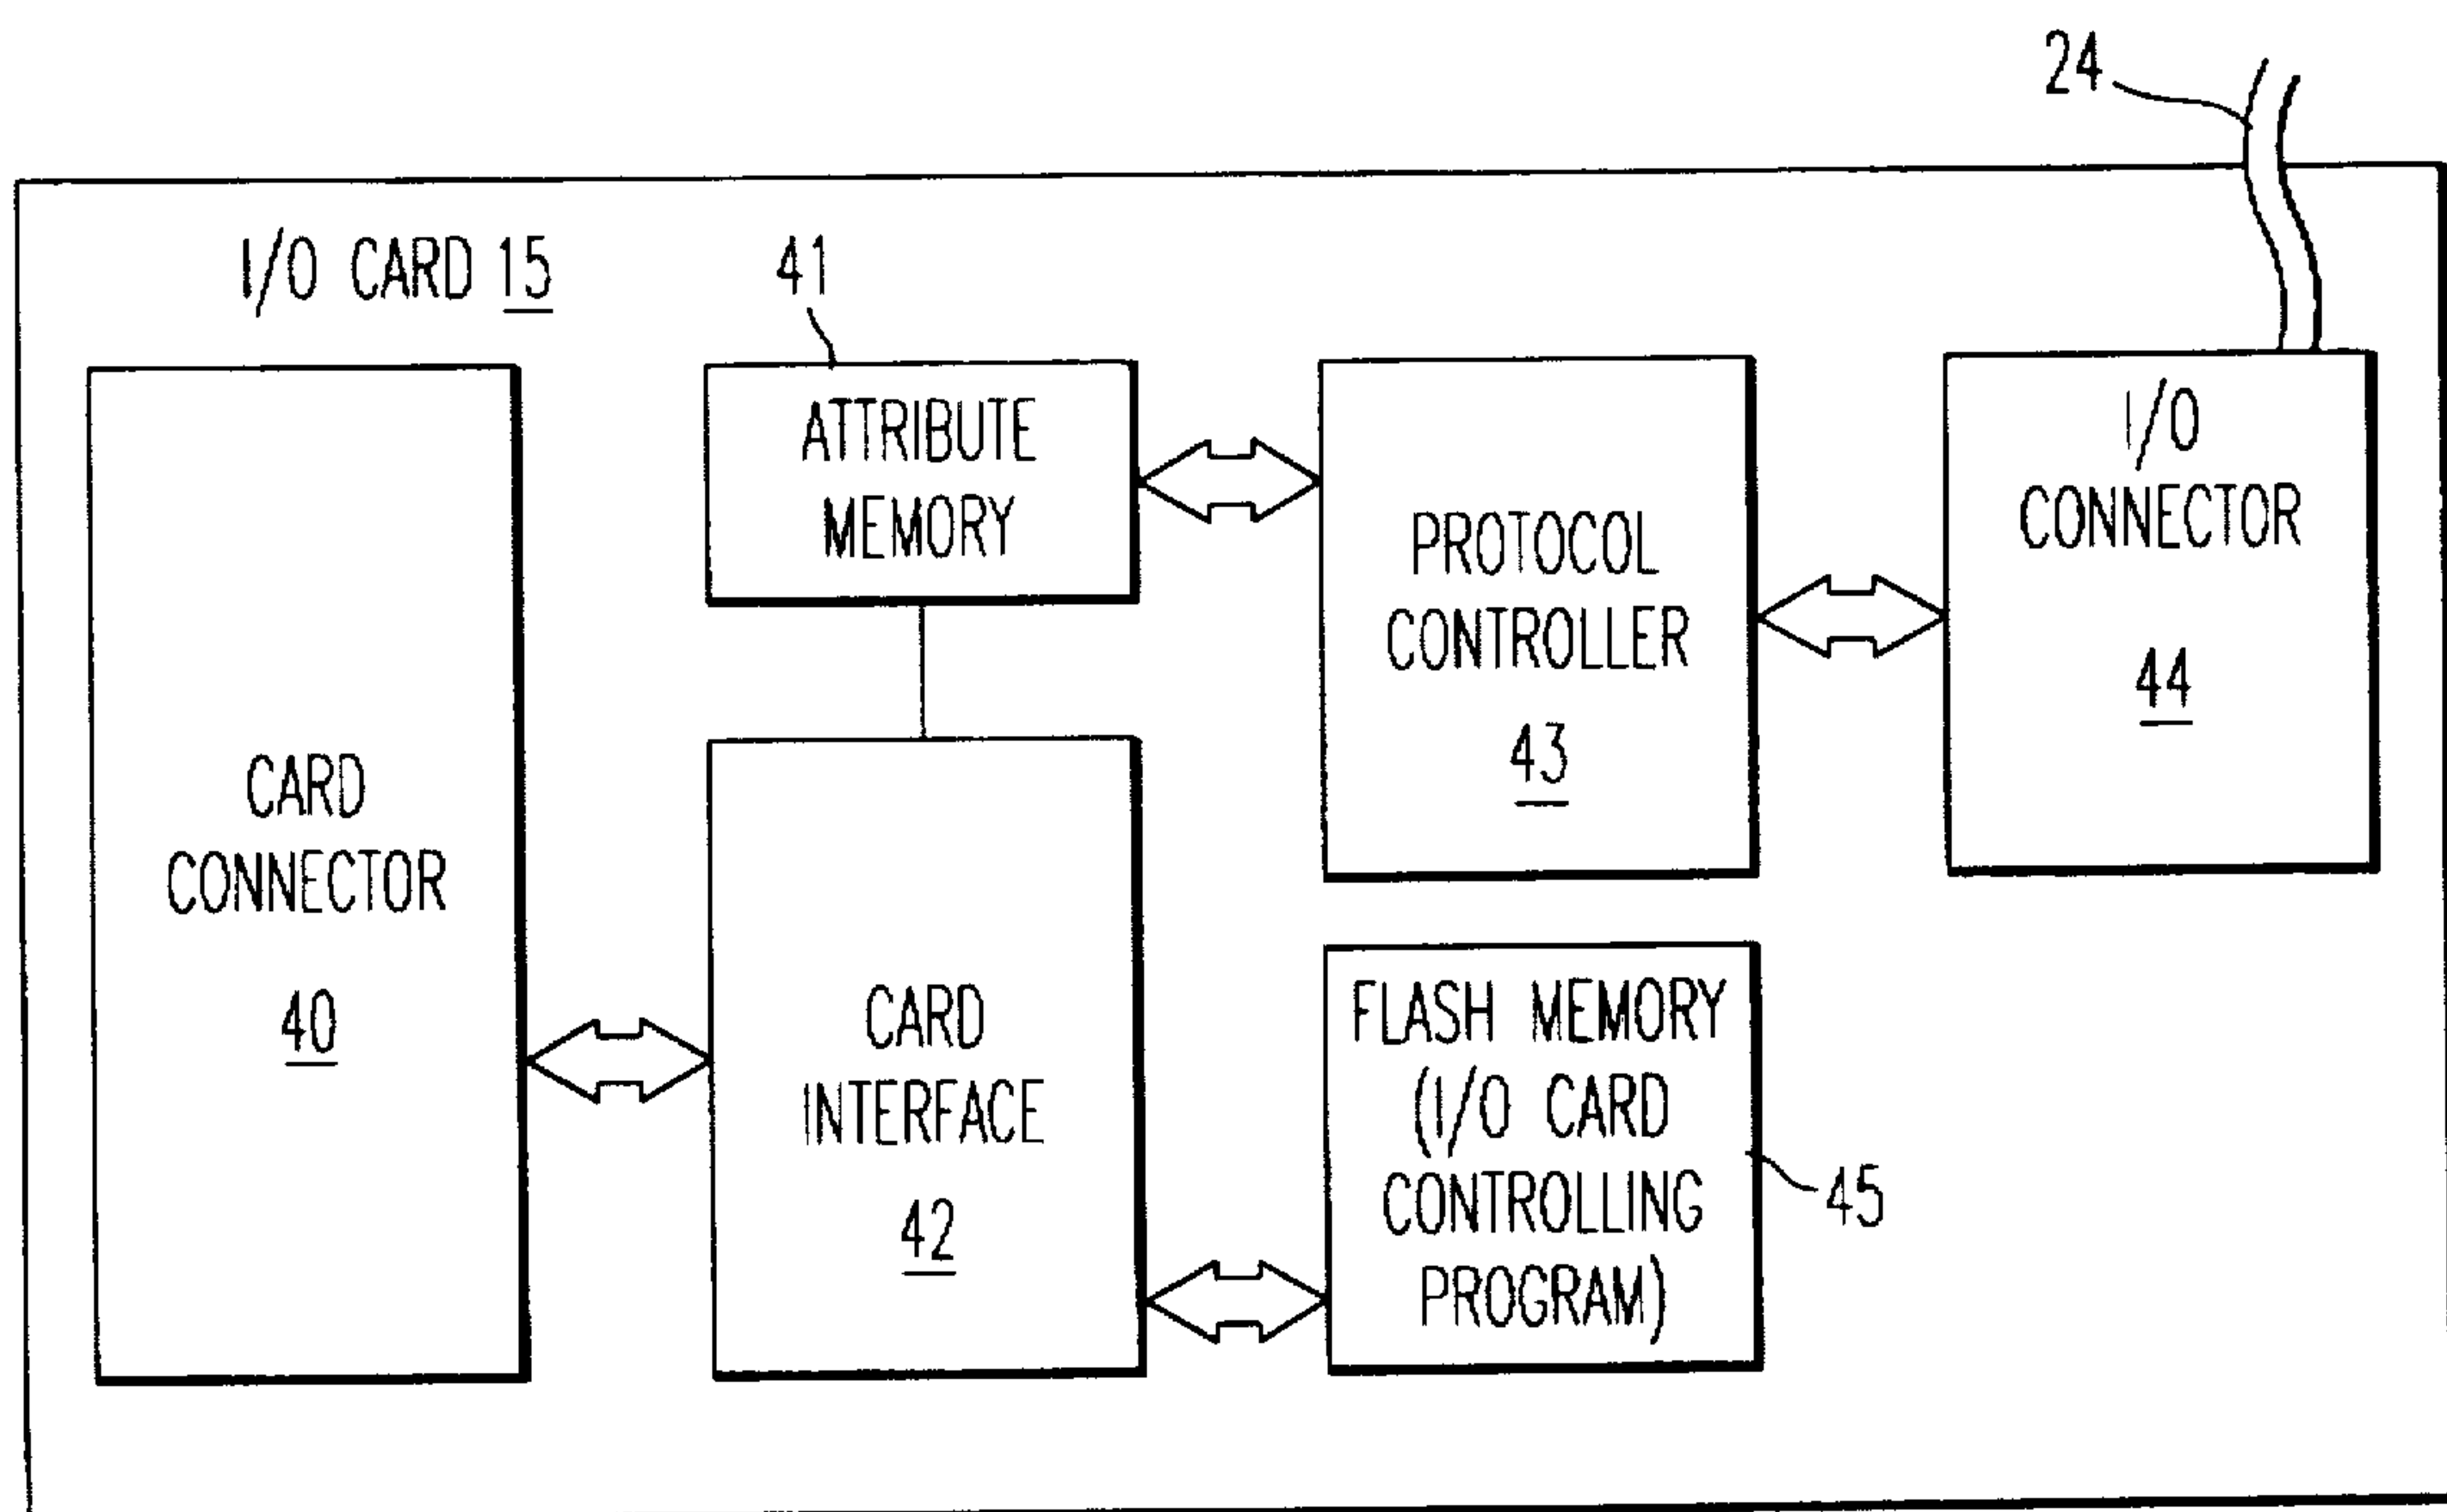 24
I/O CARD 15
41
ATTRIBUTE
MEMORY
PROTOCOL
CONTROLLER
43
I/O
CONNECTOR
44
CARD
CONNECTOR
40
CARD
INTERFACE
42
FLASH MEMORY
(I/O CARD
CONTROLLING
PROGRAM)
45